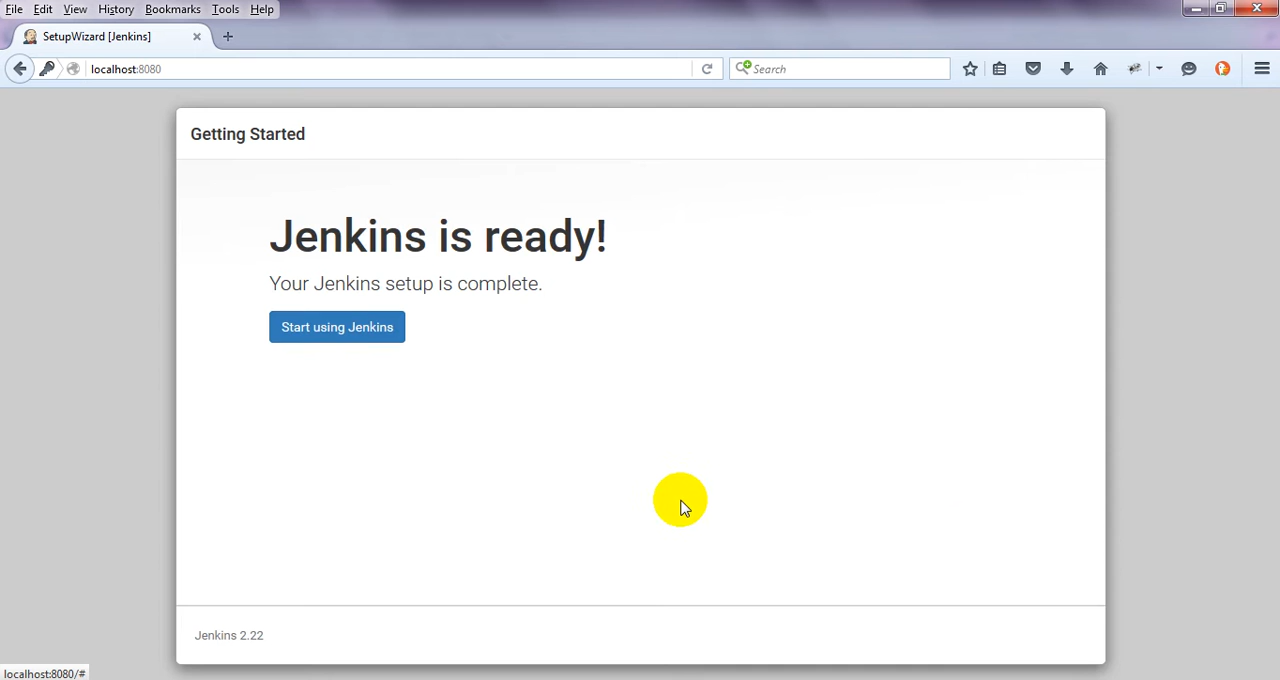 File Edit View History Bookmarks Tools Help
SetupWizard [Jenkins]
localhost:8080
Search
Getting Started
Jenkins is ready!
Your Jenkins setup is complete.
Start using Jenkins
Jenkins 2.22
localhost:8080/#